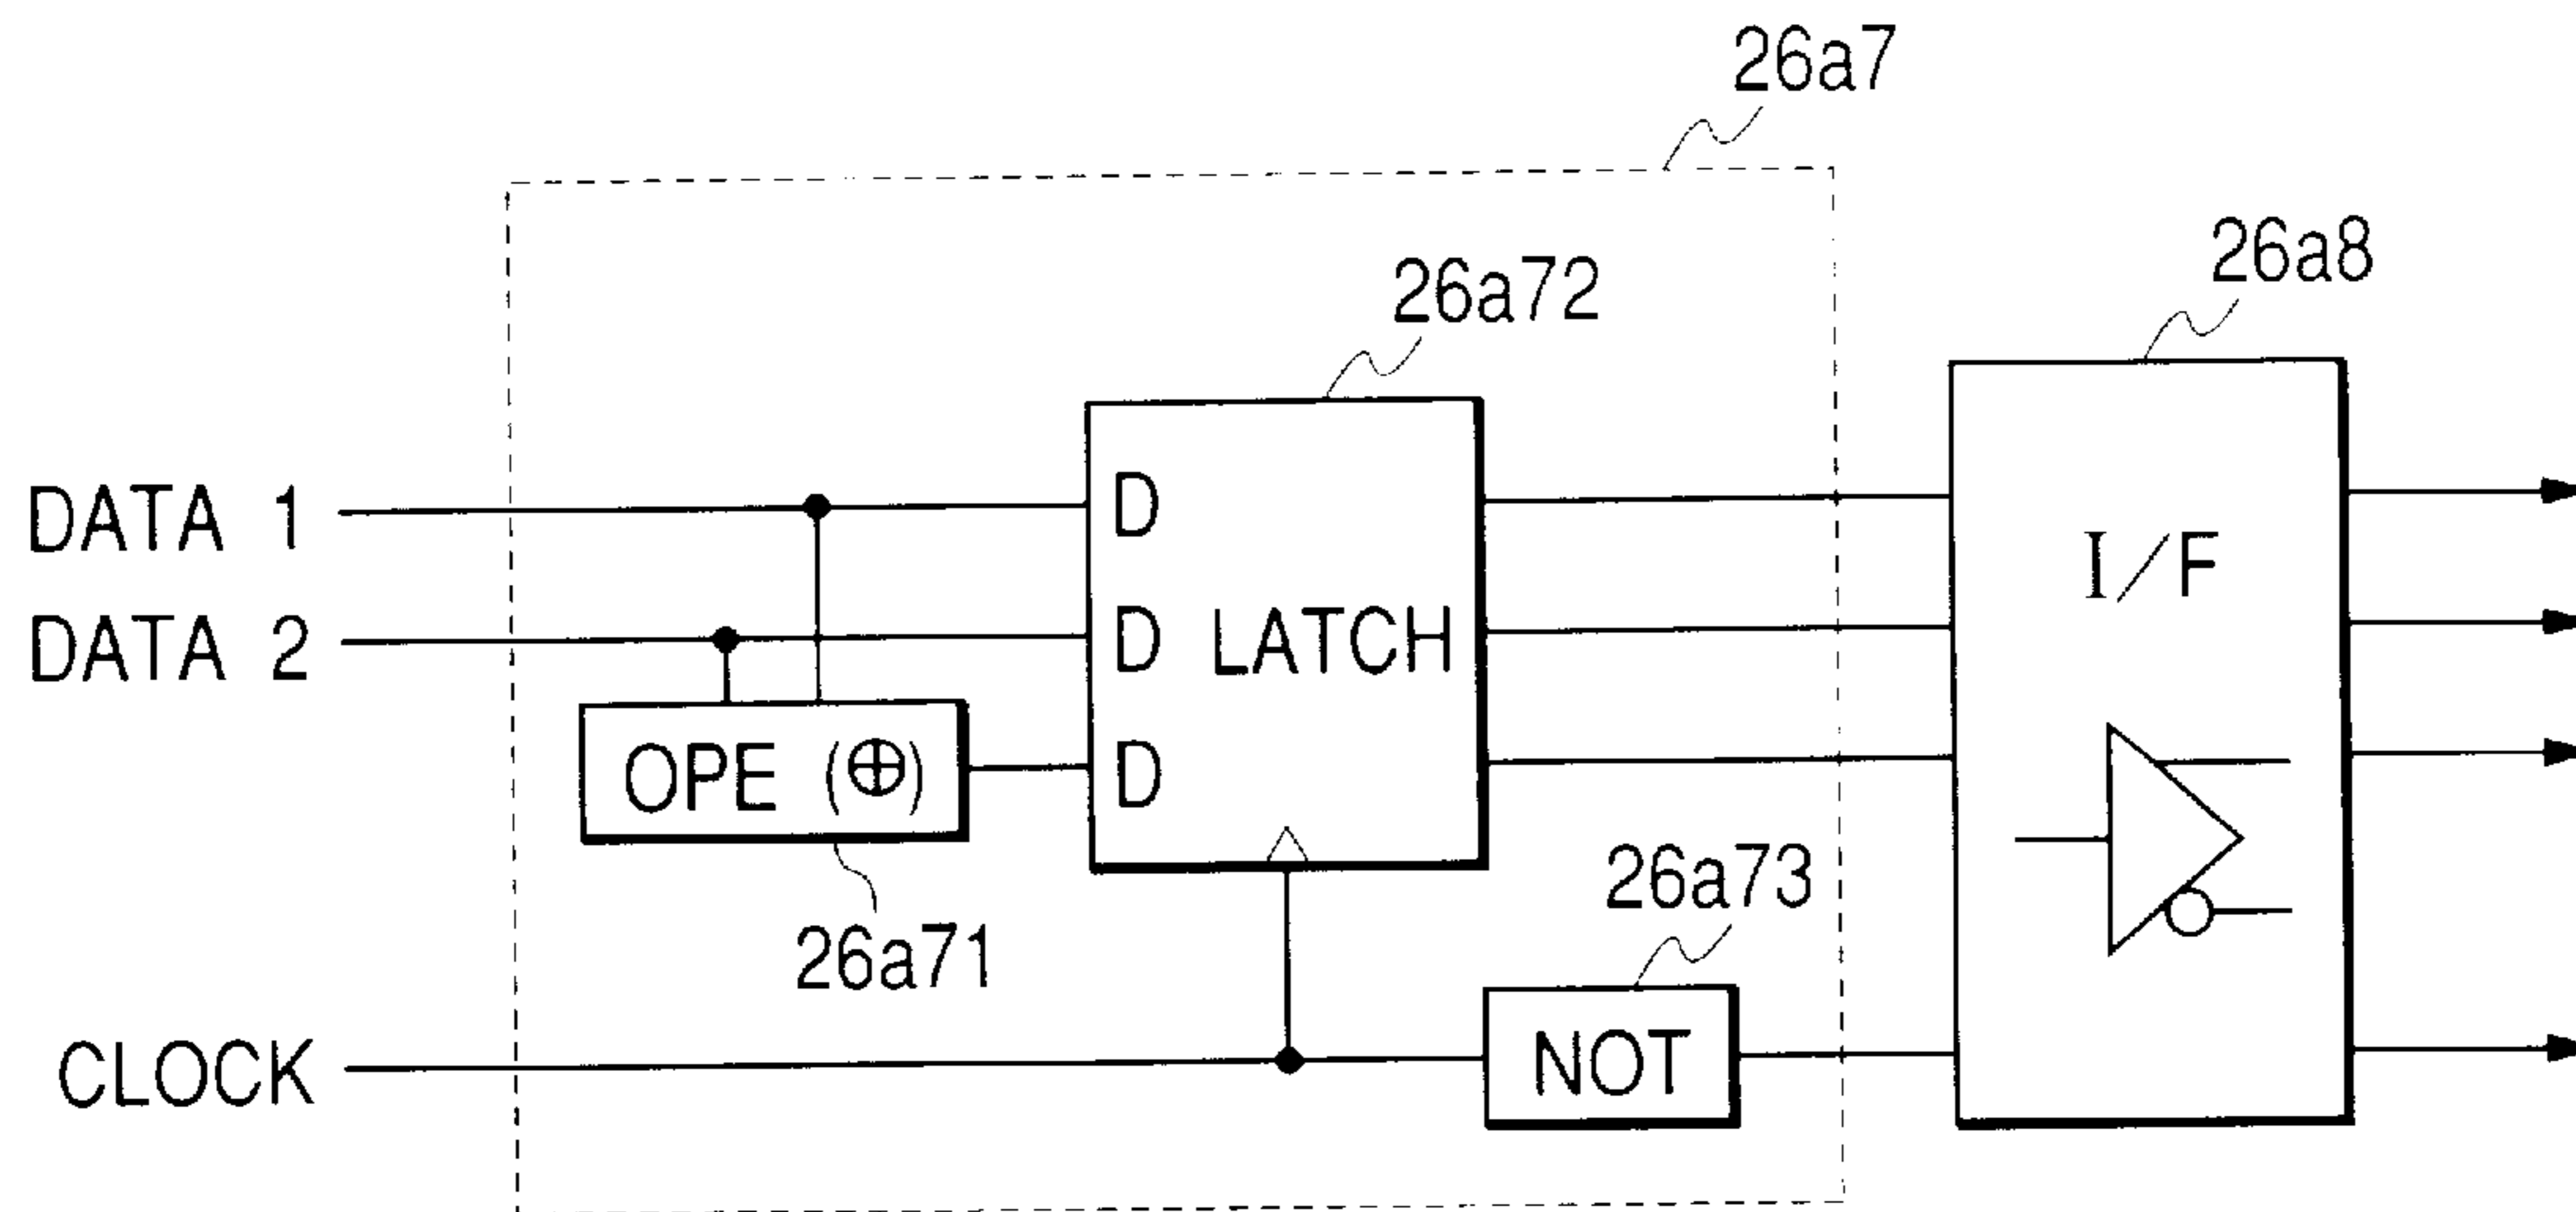 26a7
26a8
26a72
DATA 1
D
I/F
DATA 2
D LATCH
OPE (⊕)
D
26a73
26a71
CLOCK
NOT